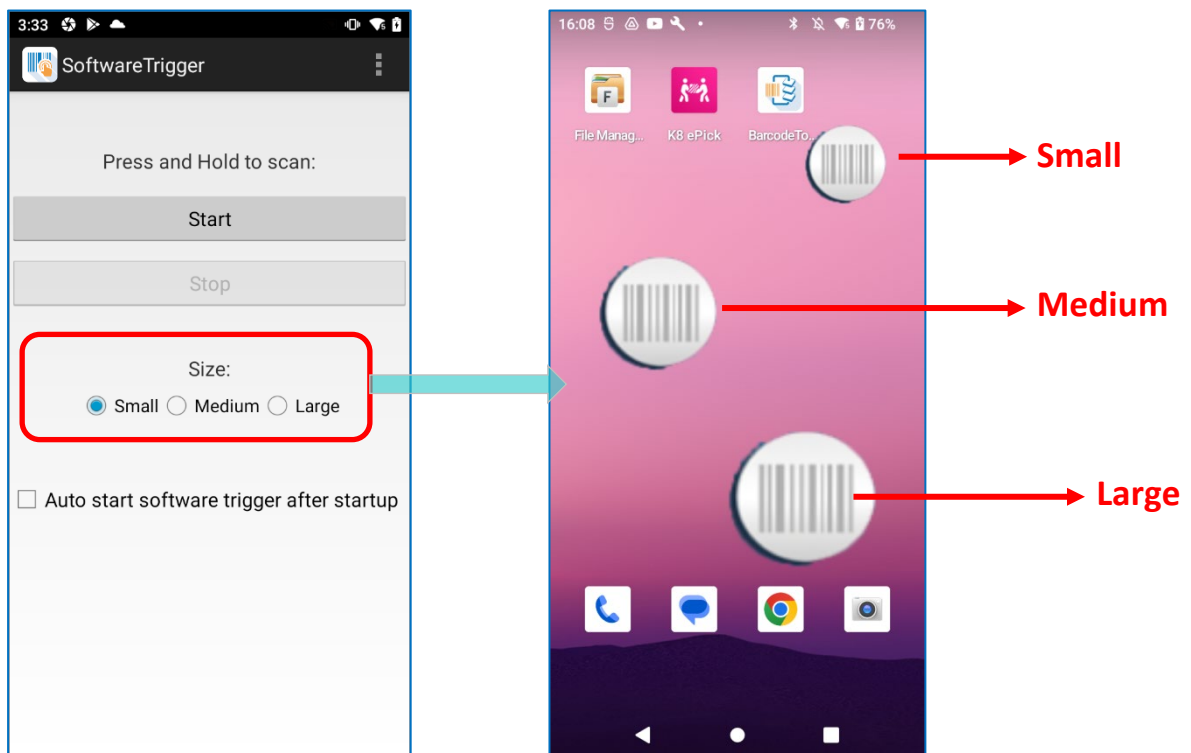 3:33
SoftwareTrigger
Press and Hold to scan:
Start
Stop
Size:
Small Medium Large
Auto start software trigger after startup
16:08 76%
File Manag... K8 ePick BarcodeTo...
F
Small
Medium
Large